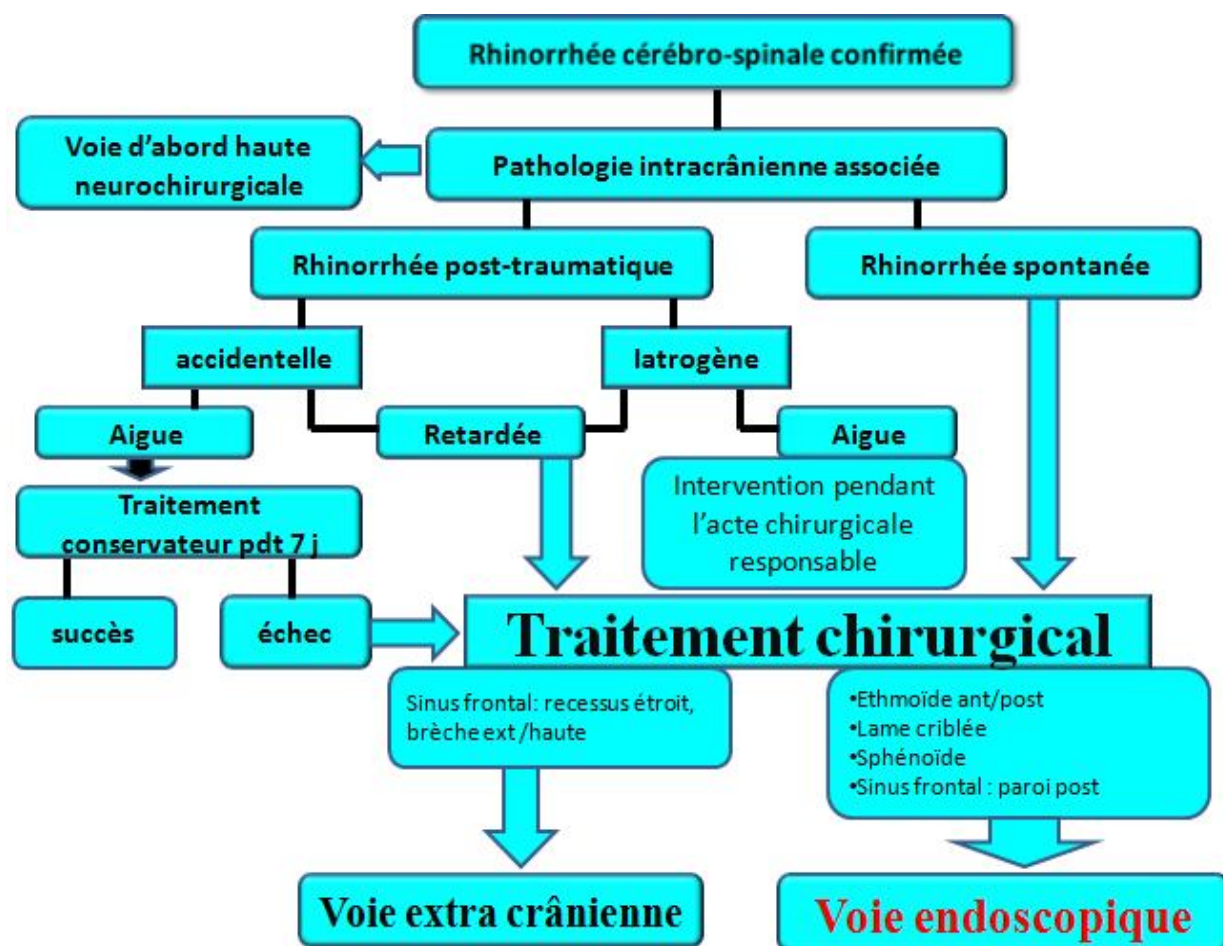 Rhinorrhée cérébro-spinale confirmée
Voie d'abord haute
neurochirurgicale
Pathologie intracrânienne associée
Rhinorrhée post-traumatique
Rhinorrhée spontanée
accidentelle
Iatrogène
Aigue
Retardée
Aigue
Traitement
conservateur pdt 7 j
Intervention pendant
l'acte chirurgicale
responsable
succès
échec
Traitement chirurgical
Sinus frontal: recessus étroit,
brèche ext /haute
•Ethmoïde ant/post
•Lame criblée
•Sphénoïde
•Sinus frontal : paroi post
Voie extra crânienne
Voie endoscopique